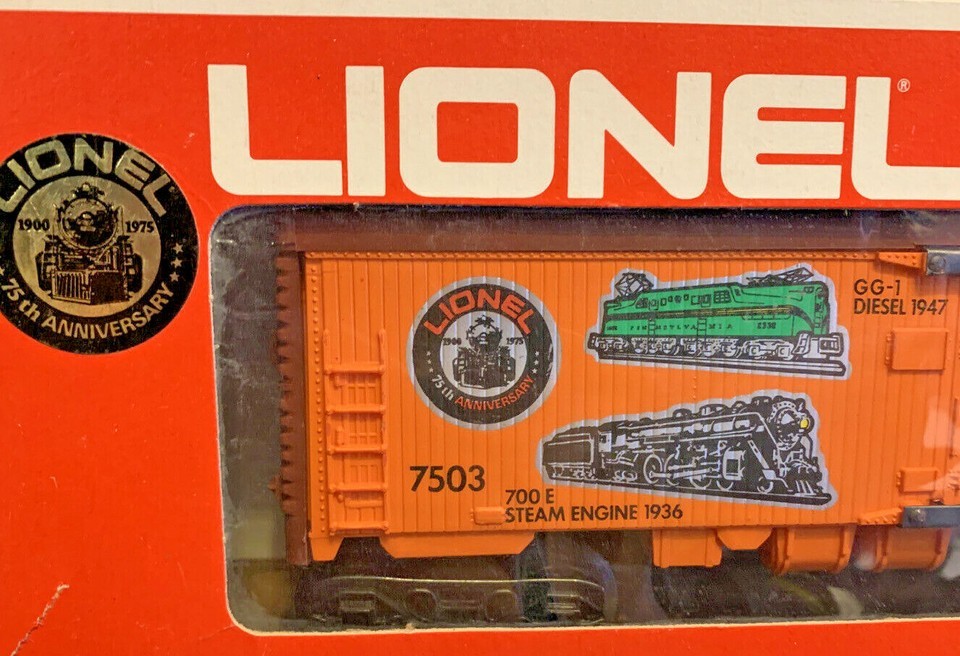 LIONEL®
LIONEL
1900 1975
75th ANNIVERSARY
LIONEL
1900 1975
75th ANNIVERSARY
GG-1
DIESEL 1947
PENNSYLVANIA 2332
7503
700 E
STEAM ENGINE 1936